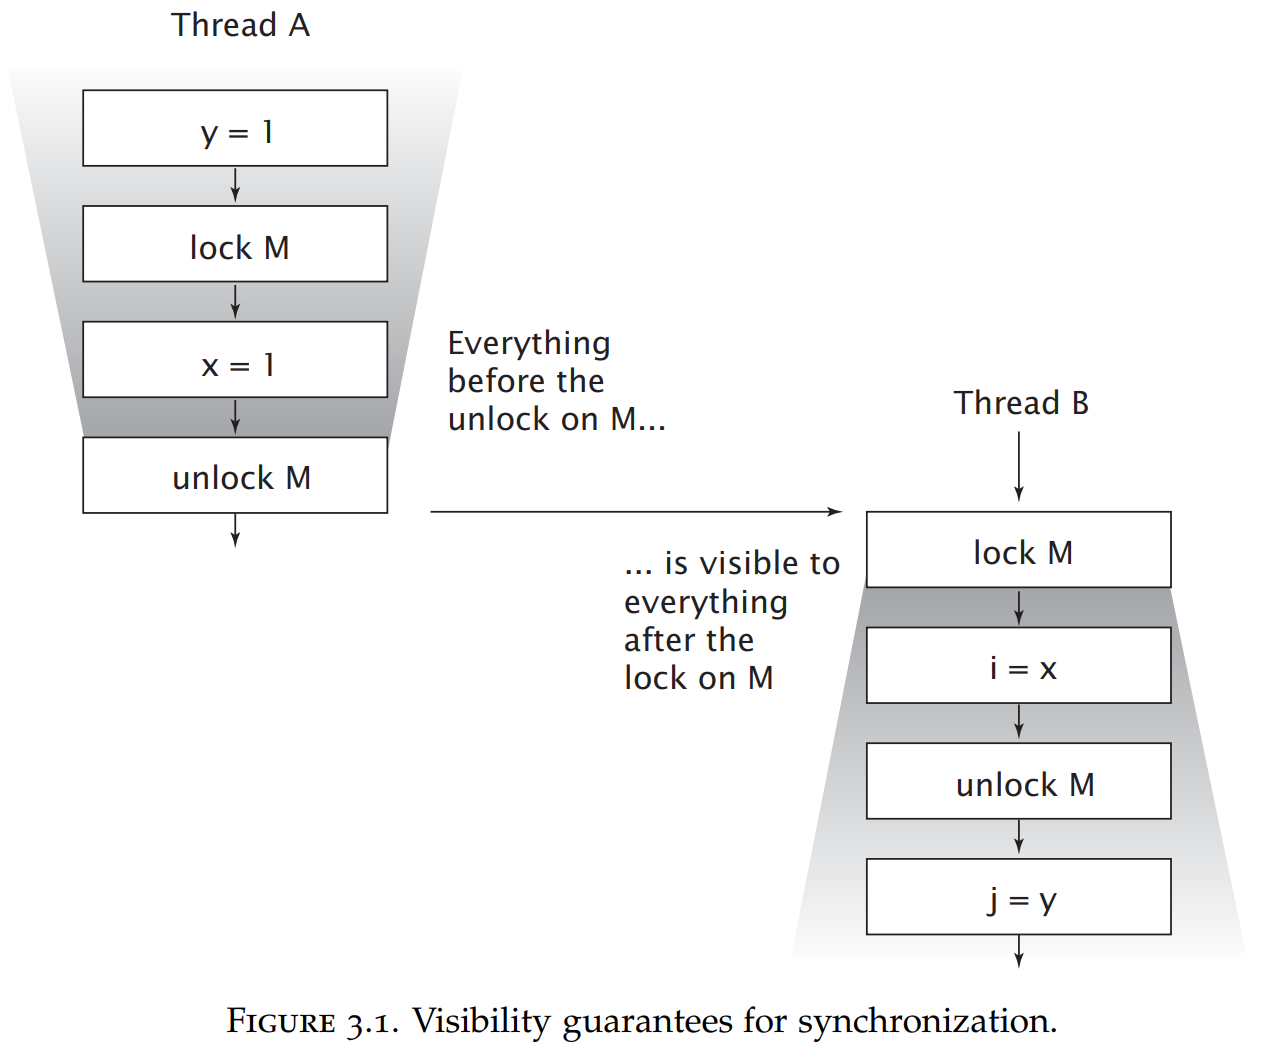 Thread A
y = 1
lock M
x = 1
unlock M
Everything
before the
unlock on M...
Thread B
... is visible to
everything
after the
lock on M
lock M
i = x
unlock M
j = y
FIGURE 3.1. Visibility guarantees for synchronization.